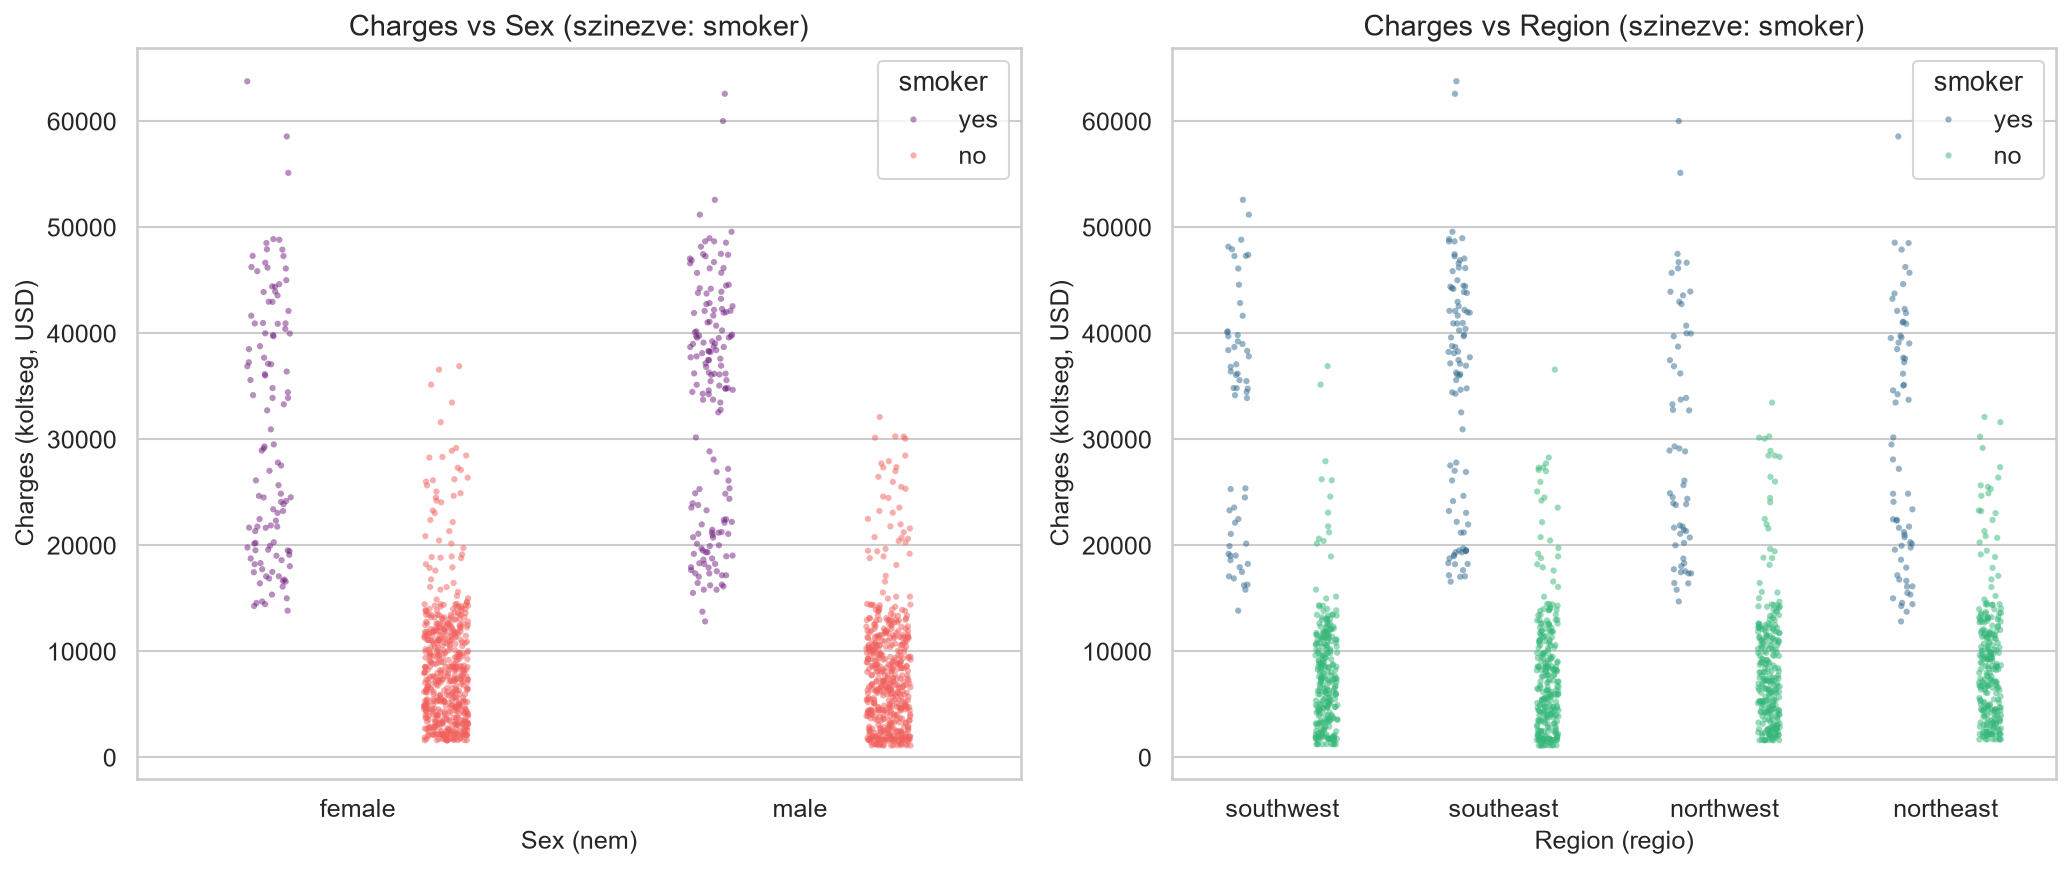 Charges vs Sex (szinezve: smoker)
smoker
yes
no
60000
50000
40000
30000
20000
10000
0
Charges (koltseg, USD)
female
male
Sex (nem)
Charges vs Region (szinezve: smoker)
smoker
yes
no
60000
50000
40000
30000
20000
10000
0
Charges (koltseg, USD)
southwest
southeast
northwest
northeast
Region (regio)